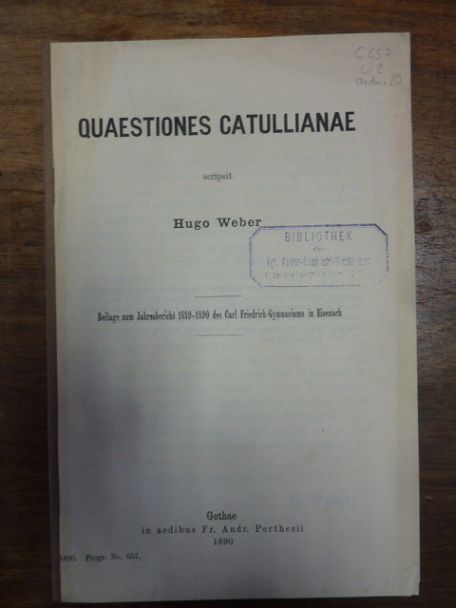 C 657
QUAESTIONES CATULLIANAE
scripsit
Hugo Weber
BIBLIOTHEK
Beilage zum Jahresbericht 1889–1890 des Carl Friedrich-Gymnasiums in Eisenach
Gothae
in aedibus Fr. Andr. Perthesii
1890
1890. Progr. No. 657.